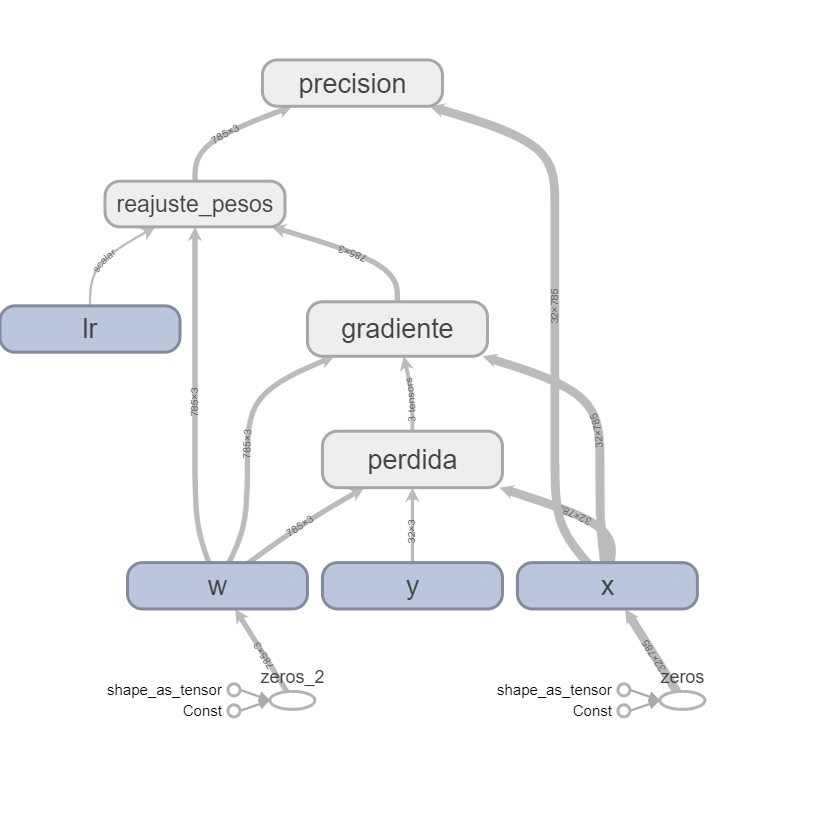 precision
785×3
reajuste_pesos
scalar
785×3
lr
32×785
gradiente
785×3
785×3
3 tensors
32×785
perdida
785×3
32×3
32×78
w
y
x
785×3
32×785
zeros_2
zeros
shape_as_tensor
shape_as_tensor
Const
Const